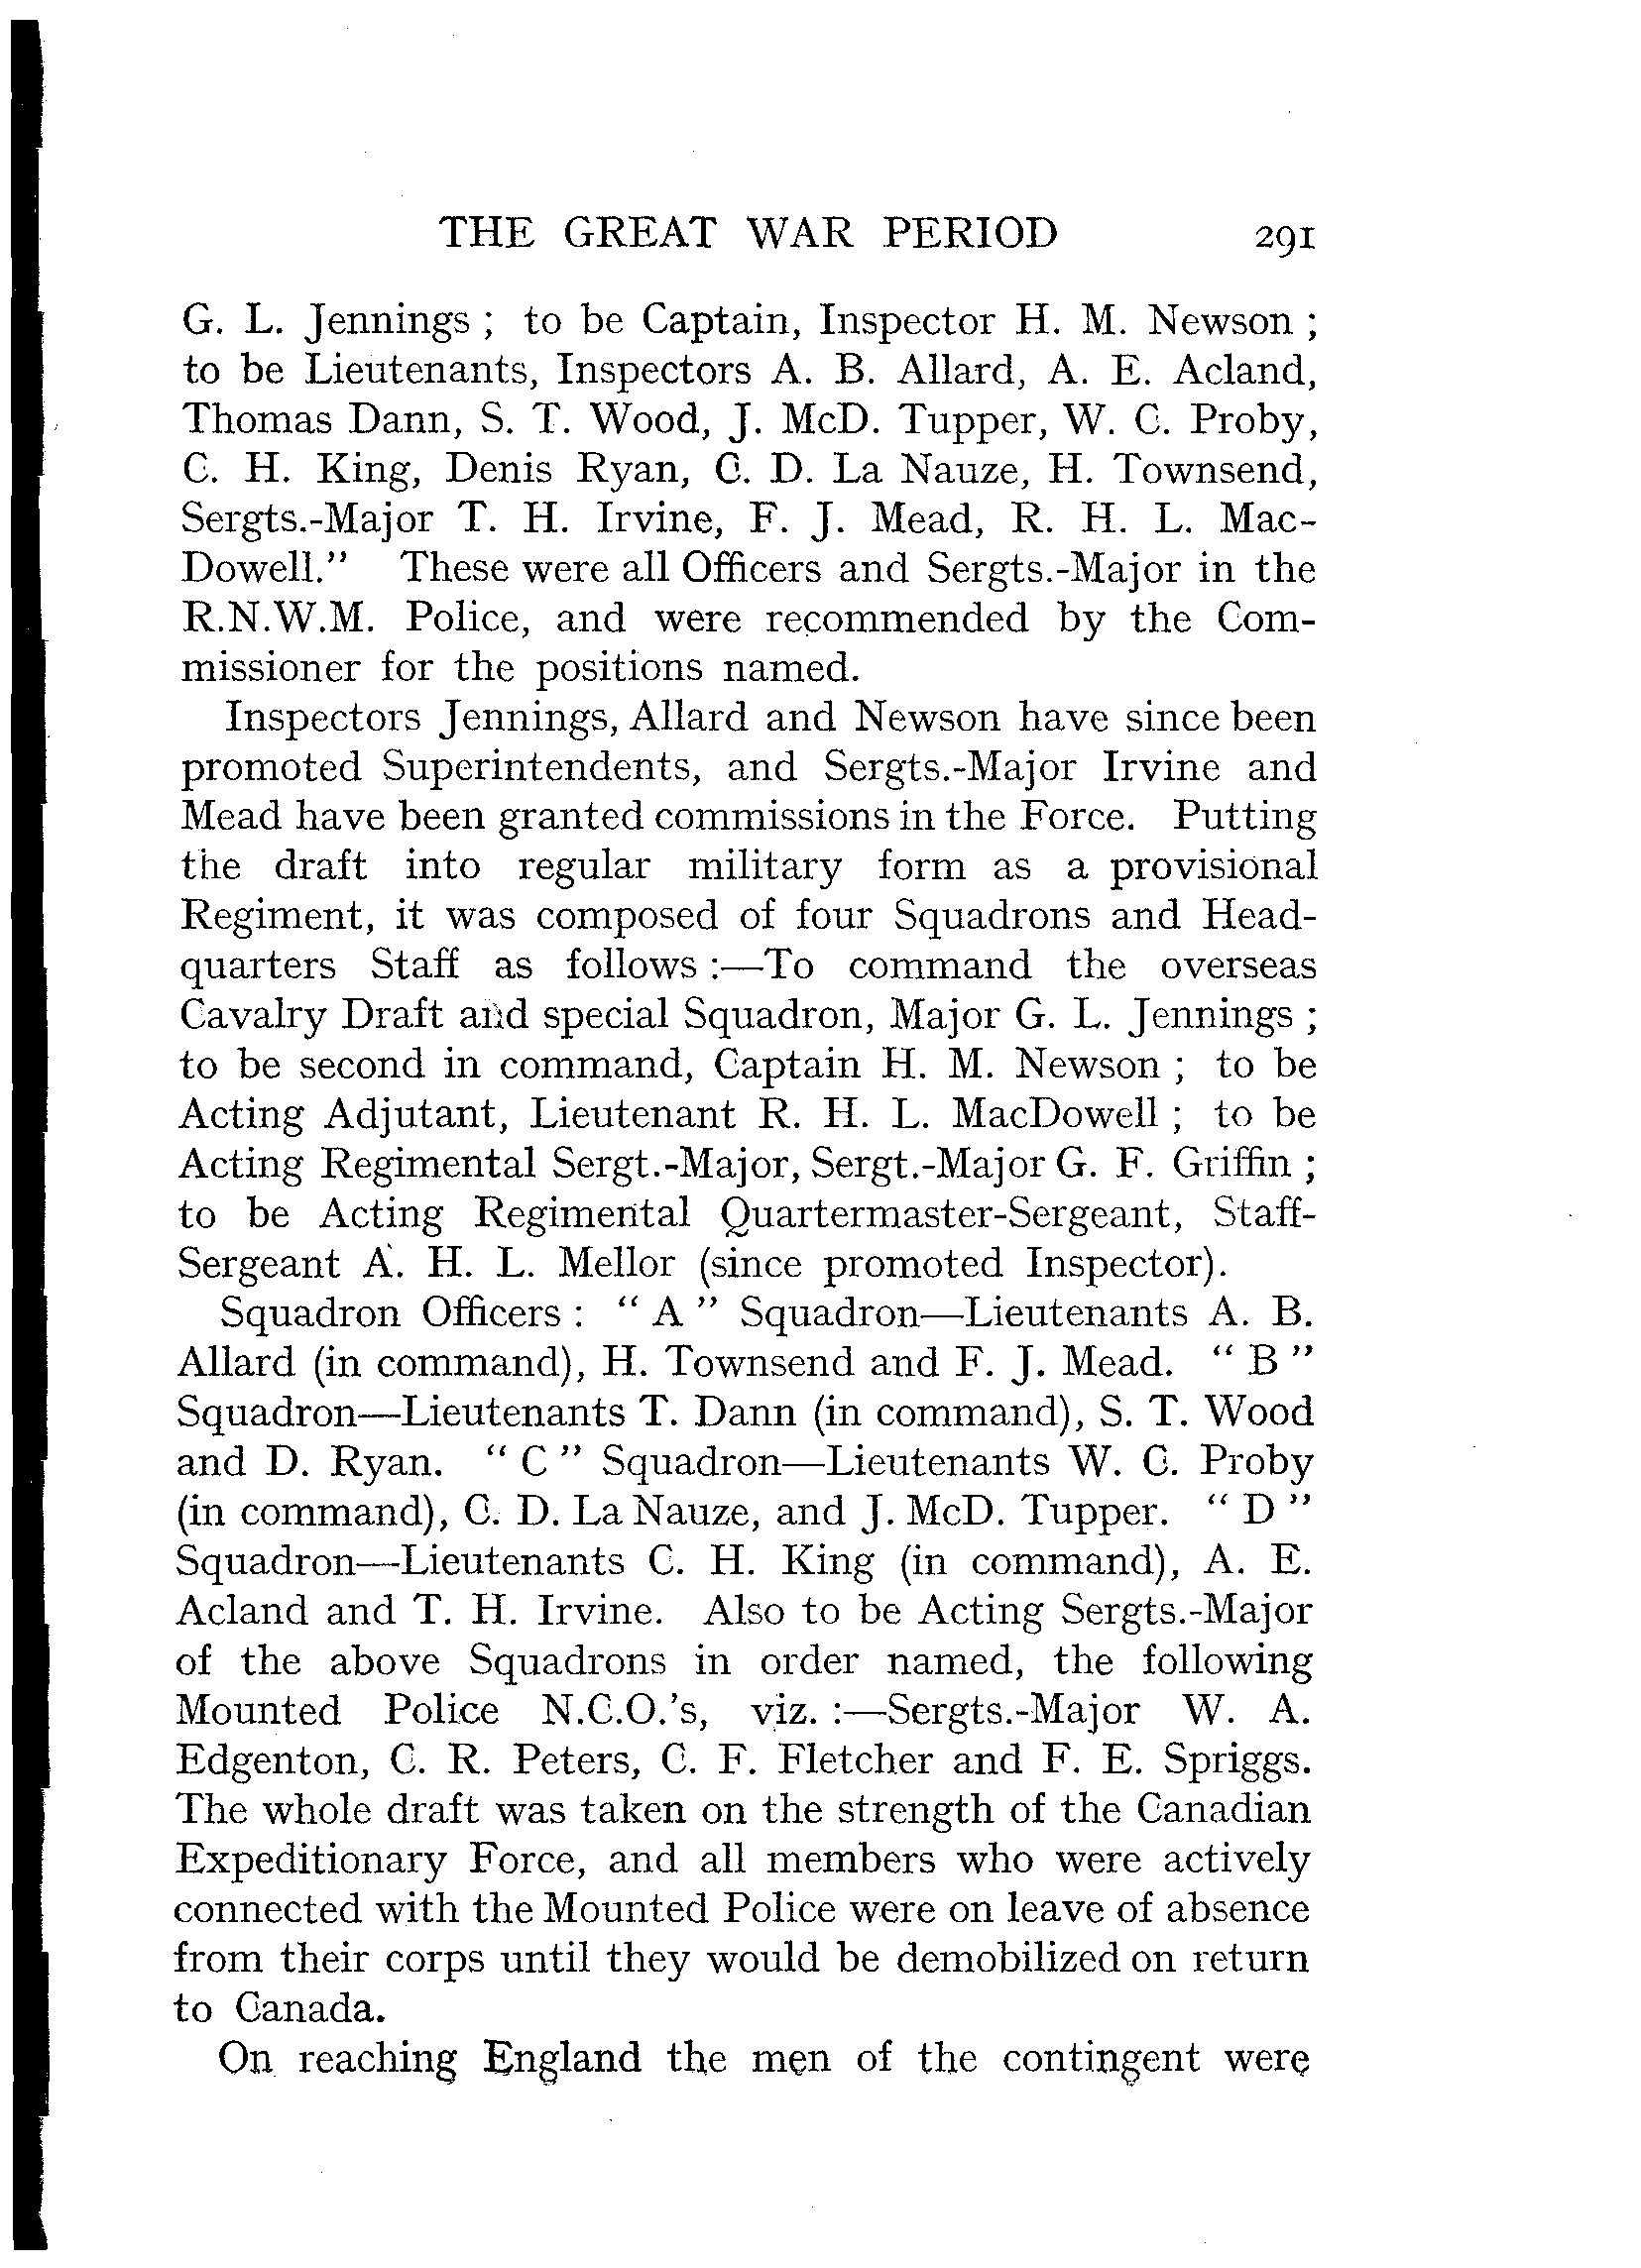 THE GREAT WAR PERIOD 291
G. L. Jennings ; to be Captain, Inspector H. M. Newson ;
to be Lieutenants, Inspectors A. B. Allard, A. E. Acland,
Thomas Dann, S. T. Wood, J. McD. Tupper, W. C. Proby,
C. H. King, Denis Ryan, C. D. La Nauze, H. Townsend,
Sergts.-Major T. H. Irvine, F. J. Mead, R. H. L. Mac-
Dowell.” These were all Officers and Sergts.-Major in the
R.N.W.M. Police, and were recommended by the Com-
missioner for the positions named.
Inspectors Jennings, Allard and Newson have since been
promoted Superintendents, and Sergts.-Major Irvine and
Mead have been granted commissions in the Force. Putting
the draft into regular military form as a provisional
Regiment, it was composed of four Squadrons and Head-
quarters Staff as follows :—To command the overseas
Cavalry Draft and special Squadron, Major G. L. Jennings ;
to be second in command, Captain H. M. Newson ; to be
Acting Adjutant, Lieutenant R. H. L. MacDowell ; to be
Acting Regimental Sergt.-Major, Sergt.-Major G. F. Griffin ;
to be Acting Regimental Quartermaster-Sergeant, Staff-
Sergeant A. H. L. Mellor (since promoted Inspector).
Squadron Officers : “ A ” Squadron—Lieutenants A. B.
Allard (in command), H. Townsend and F. J. Mead. “ B ”
Squadron—Lieutenants T. Dann (in command), S. T. Wood
and D. Ryan. “ C ” Squadron—Lieutenants W. C. Proby
(in command), C. D. La Nauze, and J. McD. Tupper. “ D ”
Squadron—Lieutenants C. H. King (in command), A. E.
Acland and T. H. Irvine. Also to be Acting Sergts.-Major
of the above Squadrons in order named, the following
Mounted Police N.C.O.’s, viz. :—Sergts.-Major W. A.
Edgenton, C. R. Peters, C. F. Fletcher and F. E. Spriggs.
The whole draft was taken on the strength of the Canadian
Expeditionary Force, and all members who were actively
connected with the Mounted Police were on leave of absence
from their corps until they would be demobilized on return
to Canada.
On reaching England the men of the contingent were